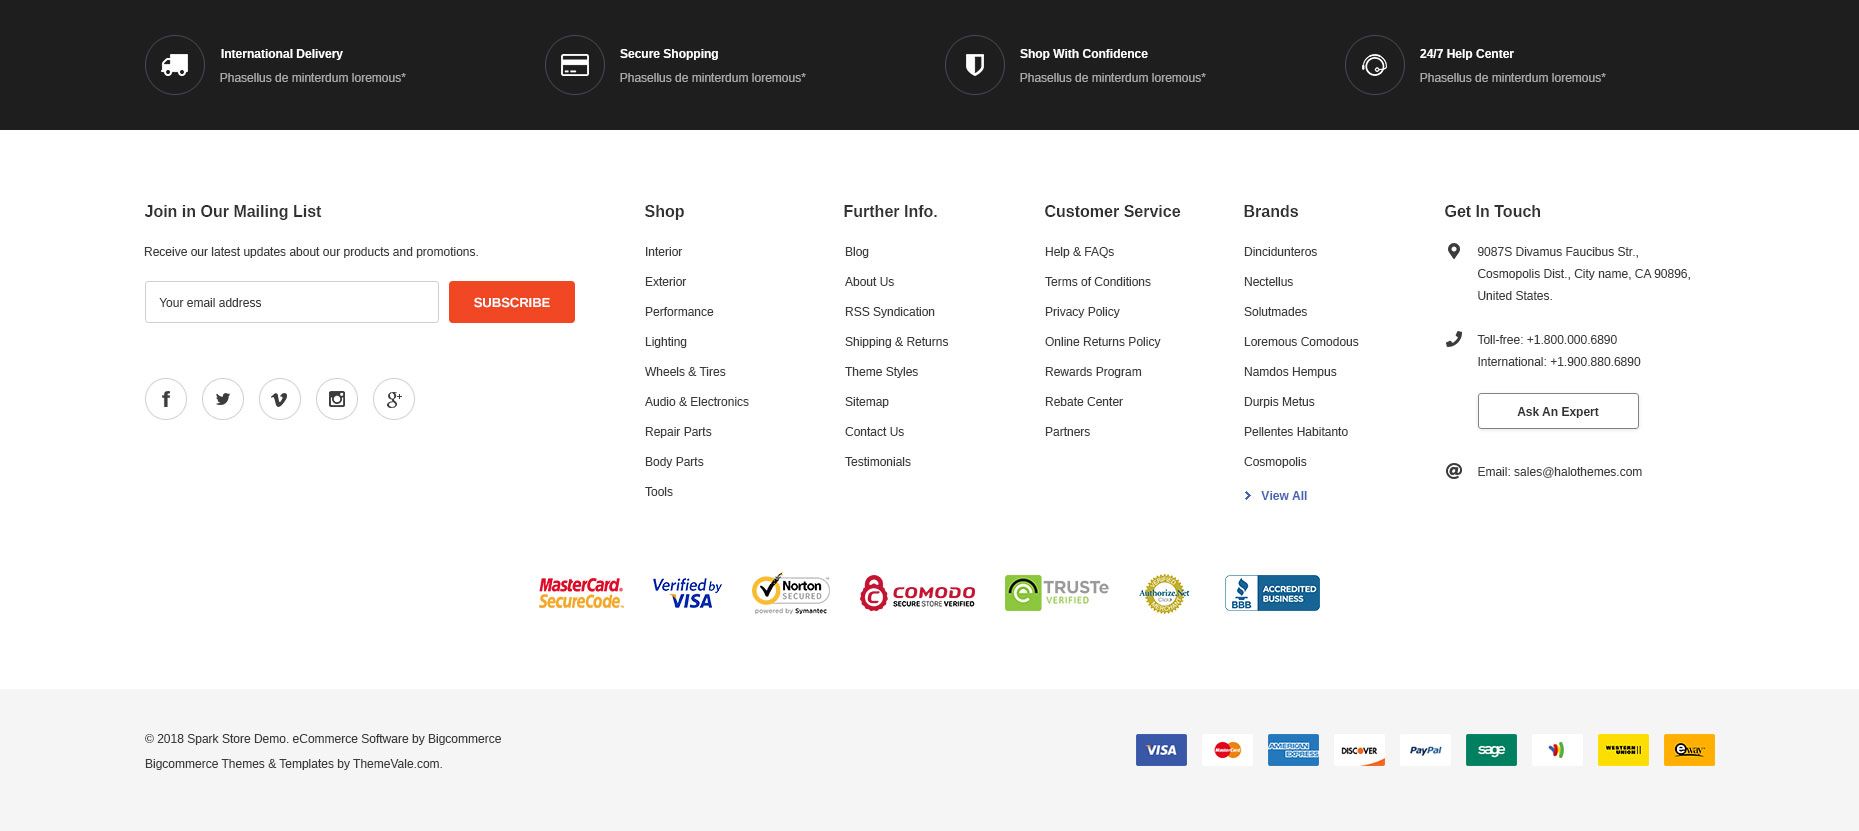 International Delivery
Phasellus de minterdum loremous*
Secure Shopping
Phasellus de minterdum loremous*
Shop With Confidence
Phasellus de minterdum loremous*
24/7 Help Center
Phasellus de minterdum loremous*
Join in Our Mailing List
Receive our latest updates about our products and promotions.
Your email address
SUBSCRIBE
Shop
Interior
Exterior
Performance
Lighting
Wheels & Tires
Audio & Electronics
Repair Parts
Body Parts
Tools
Further Info.
Blog
About Us
RSS Syndication
Shipping & Returns
Theme Styles
Sitemap
Contact Us
Testimonials
Customer Service
Help & FAQs
Terms of Conditions
Privacy Policy
Online Returns Policy
Rewards Program
Rebate Center
Partners
Brands
Dincidunteros
Nectellus
Solutmades
Loremous Comodous
Namdos Hempus
Durpis Metus
Pellentes Habitanto
Cosmopolis
View All
Get In Touch
9087S Divamus Faucibus Str.,
Cosmopolis Dist., City name, CA 90896,
United States.
Toll-free: +1.800.000.6890
International: +1.900.880.6890
Ask An Expert
Email: sales@halothemes.com
MasterCard.
SecureCode.
Verified by
VISA
Norton
SECURED
powered by Symantec
COMODO
SECURE STORE VERIFIED
TRUSTe
VERIFIED
Authorize.Net
Click
BBB
ACCREDITED
BUSINESS
© 2018 Spark Store Demo. eCommerce Software by Bigcommerce
Bigcommerce Themes & Templates by ThemeVale.com.
VISA
MasterCard
AMERICAN
EXPRESS
DISCOVER
PayPal
sage
WESTERN
UNION
eway